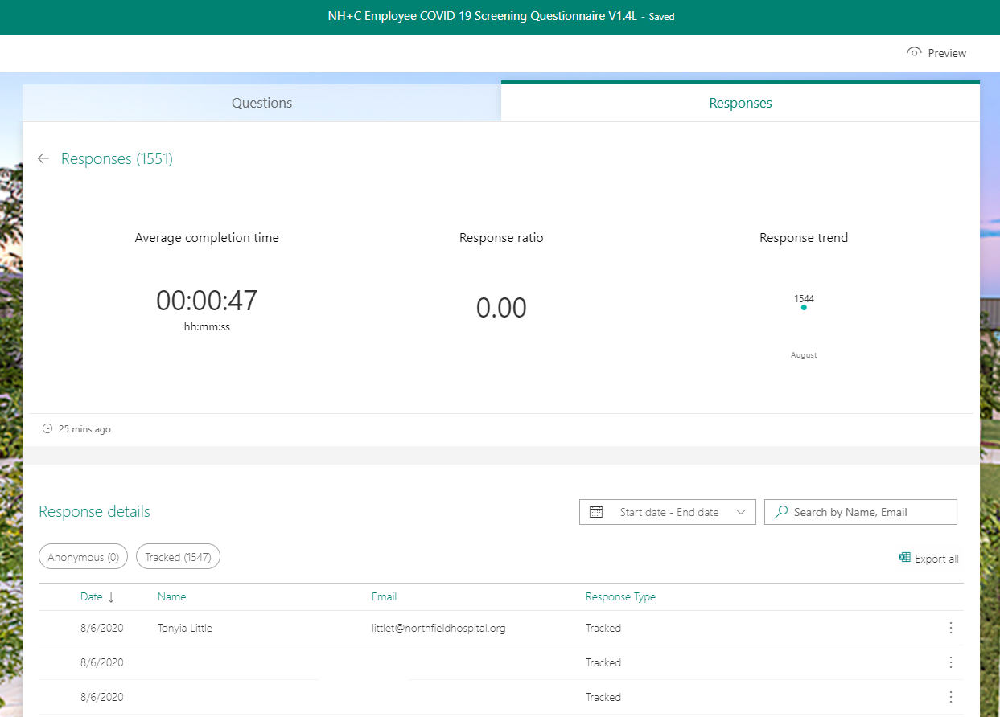 NH+C Employee COVID 19 Screening Questionnaire V1.4L - Saved
Preview
Questions
Responses
Responses (1551)
Average completion time
Response ratio
Response trend
00:00:47
hh:mm:ss
0.00
1544
August
25 mins ago
Response details
Start date - End date
Search by Name, Email
Anonymous (0)
Tracked (1547)
Export all
Date
Name
Email
Response Type
8/6/2020
Tonyia Little
littlet@northfieldhospital.org
Tracked
8/6/2020
Tracked
8/6/2020
Tracked